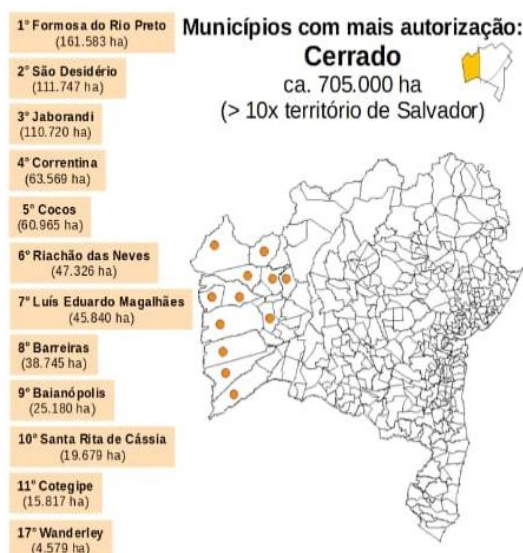 1° Formosa do Rio Preto
(161.583 ha)
2° São Desidério
(111.747 ha)
3° Jaborandi
(110.720 ha)
4° Correntina
(63.569 ha)
5° Cocos
(60.965 ha)
6° Riachão das Neves
(47.326 ha)
7° Luís Eduardo Magalhães
(45.840 ha)
8° Barreiras
(38.745 ha)
9° Baianópolis
(25.180 ha)
10° Santa Rita de Cássia
(19.679 ha)
11° Cotegipe
(15.817 ha)
17° Wanderley
(4.579 ha)
Municípios com mais autorização:
Cerrado
ca. 705.000 ha
(> 10x território de Salvador)